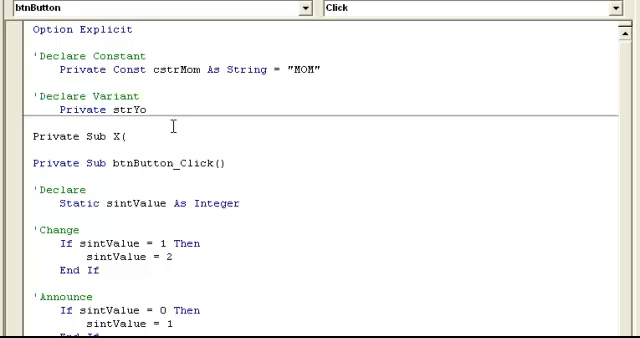 btnButton
Click
Option Explicit
'Declare Constant
Private Const cstrMom As String = "MOM"
'Declare Variant
Private strYo
Private Sub X(
Private Sub btnButton_Click()
'Declare
Static sintValue As Integer
'Change
If sintValue = 1 Then
sintValue = 2
End If
'Announce
If sintValue = 0 Then
sintValue = 1
End If